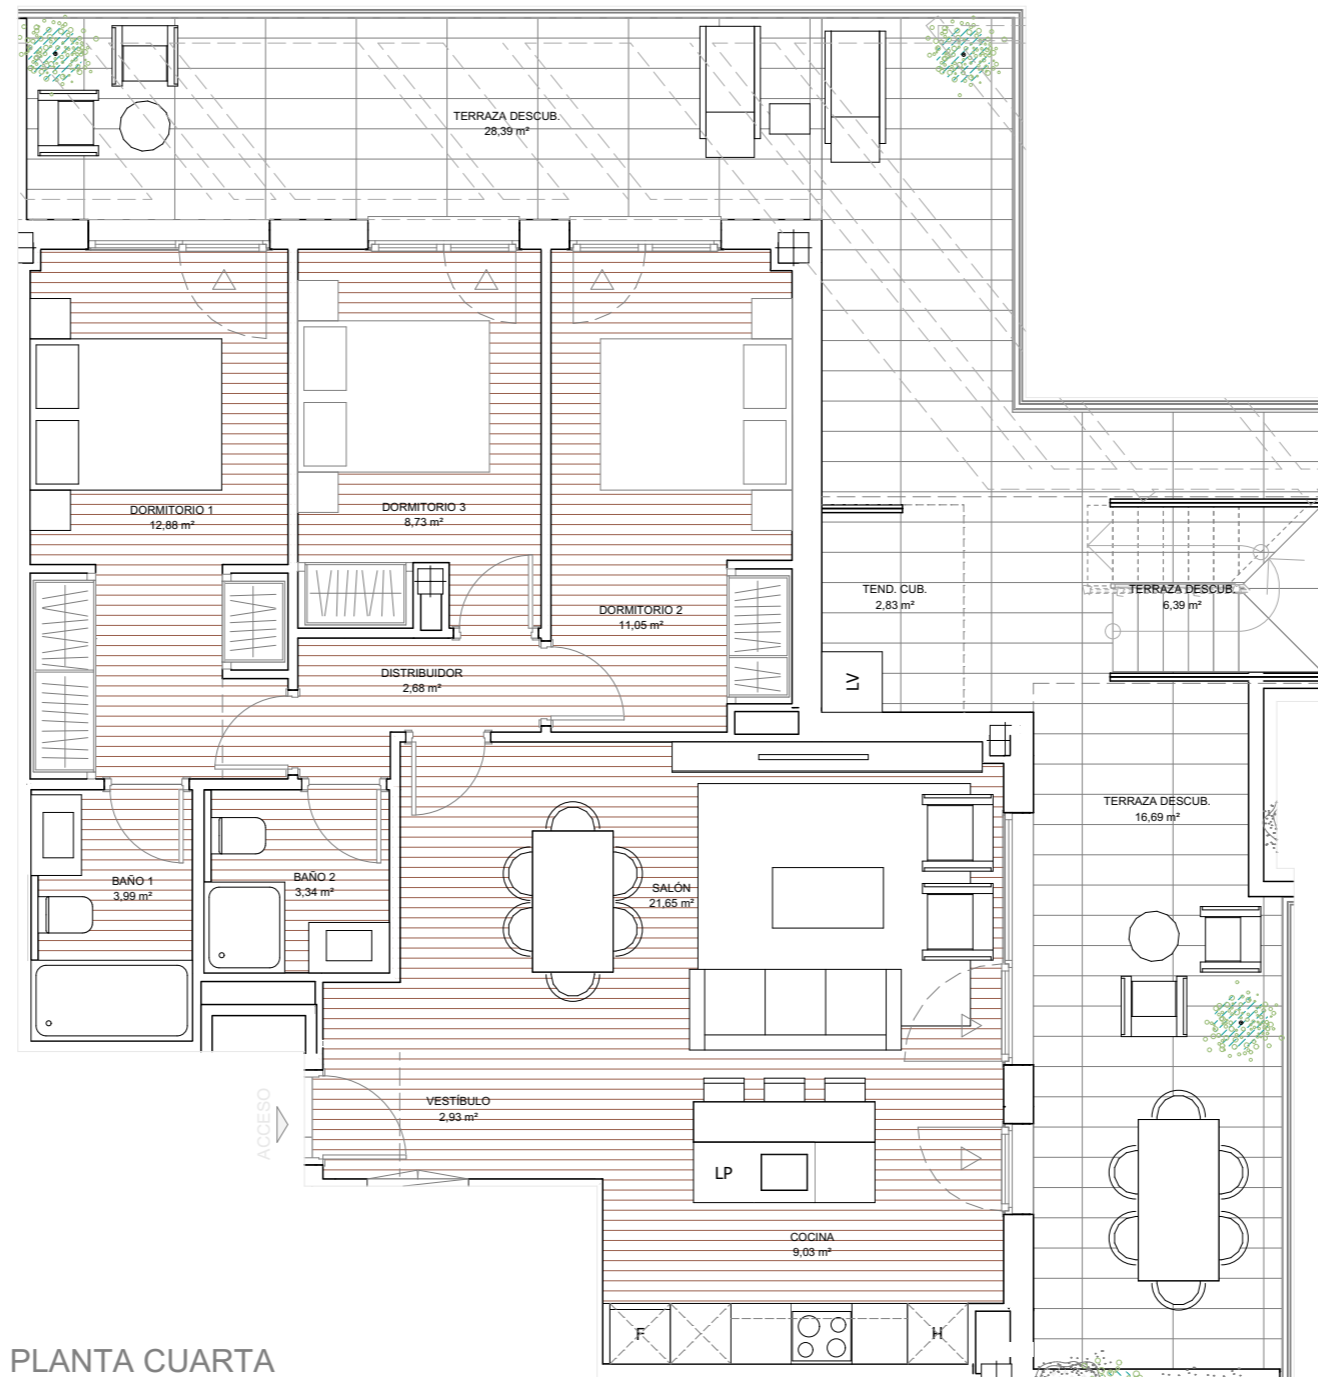 TERRAZA DESCUB.
28,39 m²
DORMITORIO 1
12,88 m²
DORMITORIO 3
8,73 m²
DORMITORIO 2
11,05 m²
TEND. CUB.
2,83 m²
TERRAZA DESCUB.
6,39 m²
DISTRIBUIDOR
2,68 m²
LV
TERRAZA DESCUB.
16,69 m²
BAÑO 1
3,99 m²
BAÑO 2
3,34 m²
SALÓN
21,65 m²
ACCESO
VESTÍBULO
2,93 m²
LP
COCINA
9,03 m²
F
H
PLANTA CUARTA